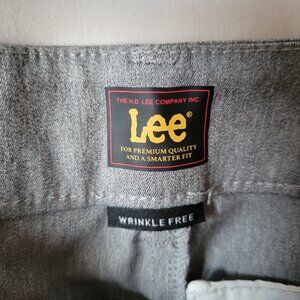 THE H.D. LEE COMPANY INC.
Lee®
FOR PREMIUM QUALITY
AND A SMARTER FIT
WRINKLE FREE